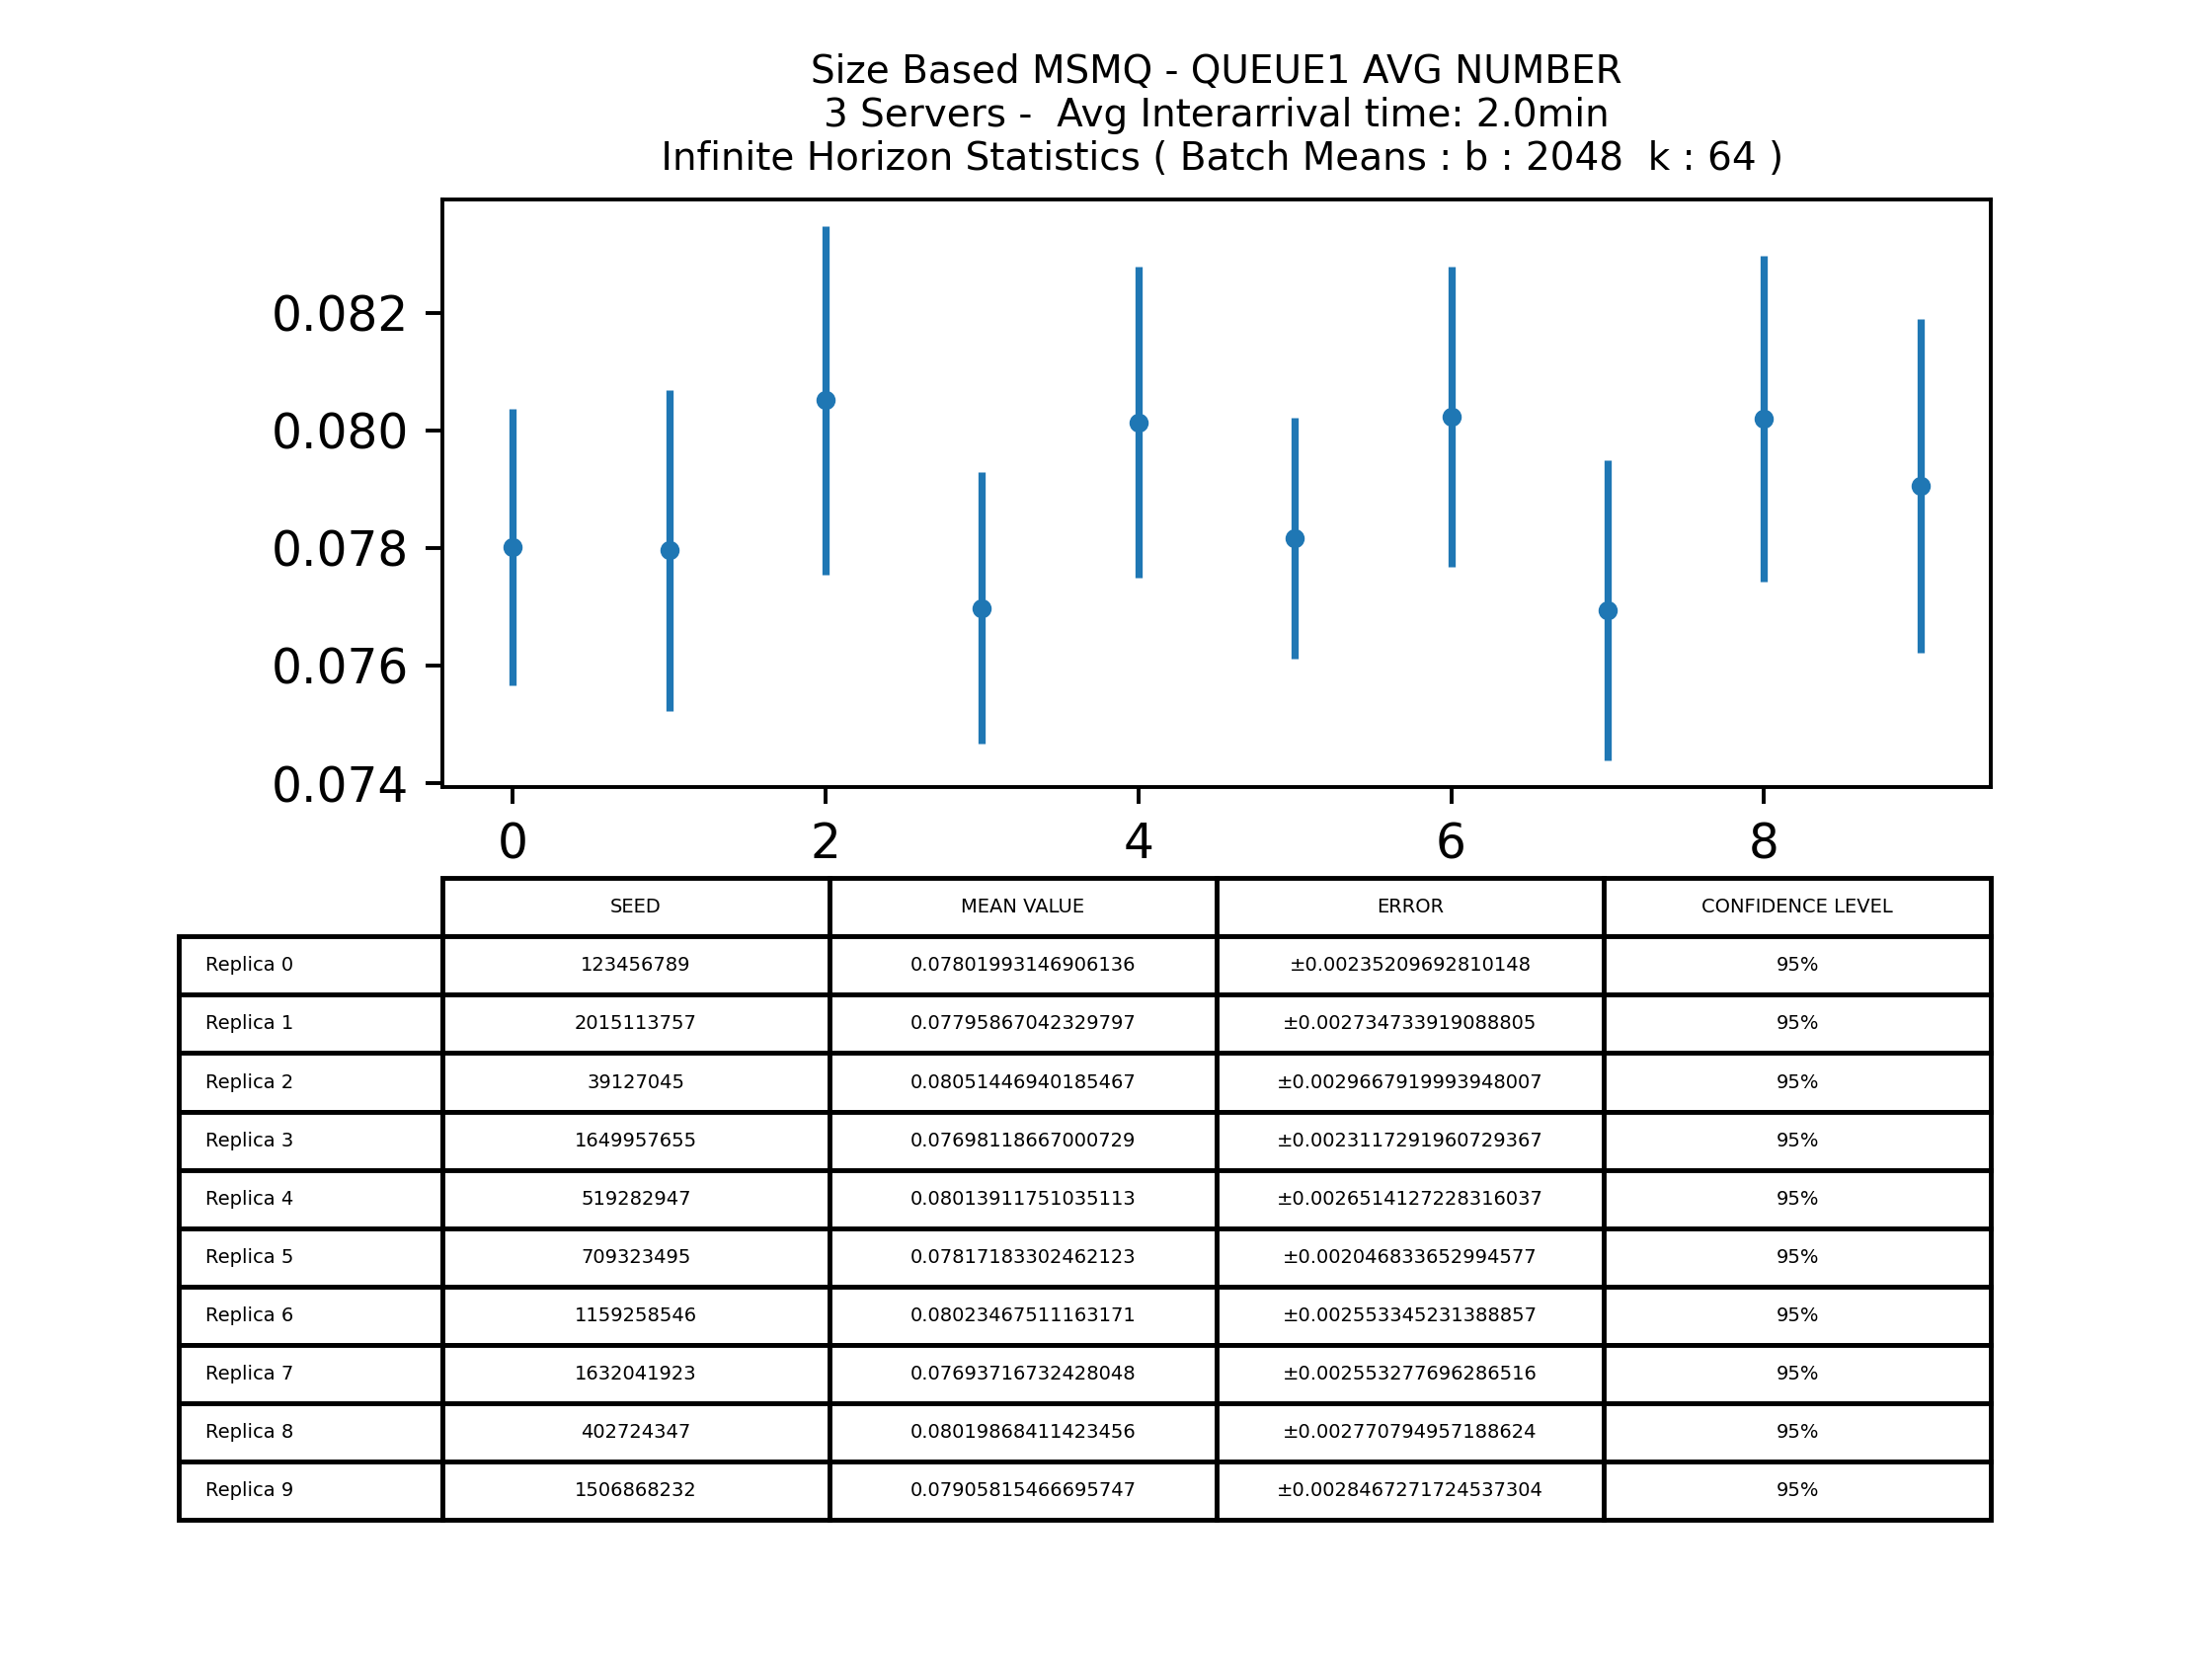 Size Based MSMQ - QUEUE1 AVG NUMBER
3 Servers -  Avg Interarrival time: 2.0min
Infinite Horizon Statistics ( Batch Means : b : 2048  k : 64 )
0.082
0.080
0.078
0.076
0.074
0 2 4 6 8
SEED MEAN VALUE ERROR CONFIDENCE LEVEL
Replica 0 123456789 0.07801993146906136 ±0.00235209692810148 95%
Replica 1 2015113757 0.07795867042329797 ±0.002734733919088805 95%
Replica 2 39127045 0.08051446940185467 ±0.0029667919993948007 95%
Replica 3 1649957655 0.07698118667000729 ±0.0023117291960729367 95%
Replica 4 519282947 0.08013911751035113 ±0.0026514127228316037 95%
Replica 5 709323495 0.07817183302462123 ±0.002046833652994577 95%
Replica 6 1159258546 0.08023467511163171 ±0.002553345231388857 95%
Replica 7 1632041923 0.07693716732428048 ±0.002553277696286516 95%
Replica 8 402724347 0.08019868411423456 ±0.002770794957188624 95%
Replica 9 1506868232 0.07905815466695747 ±0.0028467271724537304 95%